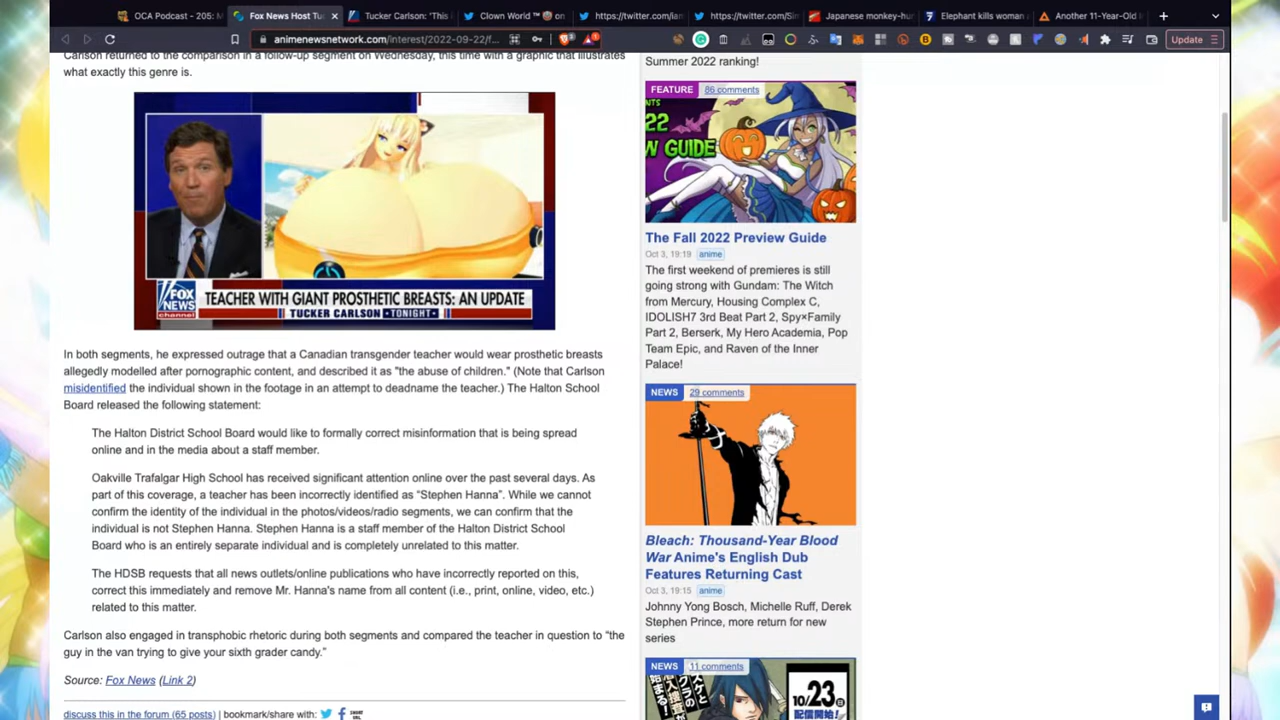 OCA Podcast - 205: M
Fox News Host Tu
Tucker Carlson: 'This I
Clown World
on
https://twitter.com/iam
https://twitter.com/Sim
Japanese monkey-hur
Elephant kills woman
Another 11-Year-Old
animenewsnetwork.com/interest/2022-09-22/f...
Update
Carlson returned to the comparison in a follow-up segment on Wednesday, this time with a graphic that illustrates
what exactly this genre is.
FOX
NEWS
channel
TEACHER WITH GIANT PROSTHETIC BREASTS: AN UPDATE
TUCKER CARLSON •TONIGHT•
In both segments, he expressed outrage that a Canadian transgender teacher would wear prosthetic breasts
allegedly modelled after pornographic content, and described it as "the abuse of children." (Note that Carlson
misidentified the individual shown in the footage in an attempt to deadname the teacher.) The Halton School
Board released the following statement:
The Halton District School Board would like to formally correct misinformation that is being spread
online and in the media about a staff member.
Oakville Trafalgar High School has received significant attention online over the past several days. As
part of this coverage, a teacher has been incorrectly identified as “Stephen Hanna”. While we cannot
confirm the identity of the individual in the photos/videos/radio segments, we can confirm that the
individual is not Stephen Hanna. Stephen Hanna is a staff member of the Halton District School
Board who is an entirely separate individual and is completely unrelated to this matter.
The HDSB requests that all news outlets/online publications who have incorrectly reported on this,
correct this immediately and remove Mr. Hanna's name from all content (i.e., print, online, video, etc.)
related to this matter.
Carlson also engaged in transphobic rhetoric during both segments and compared the teacher in question to “the
guy in the van trying to give your sixth grader candy.”
Source: Fox News (Link 2)
discuss this in the forum (65 posts) | bookmark/share with:
SHORT
URL
Summer 2022 ranking!
FEATURE 86 comments
NTS
22
W GUIDE
The Fall 2022 Preview Guide
Oct 3, 19:19 anime
The first weekend of premieres is still
going strong with Gundam: The Witch
from Mercury, Housing Complex C,
IDOLISH7 3rd Beat Part 2, Spy×Family
Part 2, Berserk, My Hero Academia, Pop
Team Epic, and Raven of the Inner
Palace!
NEWS 29 comments
Bleach: Thousand-Year Blood
War Anime's English Dub
Features Returning Cast
Oct 3, 19:15 anime
Johnny Yong Bosch, Michelle Ruff, Derek
Stephen Prince, more return for new
series
NEWS 11 comments
10/23
配信開始!